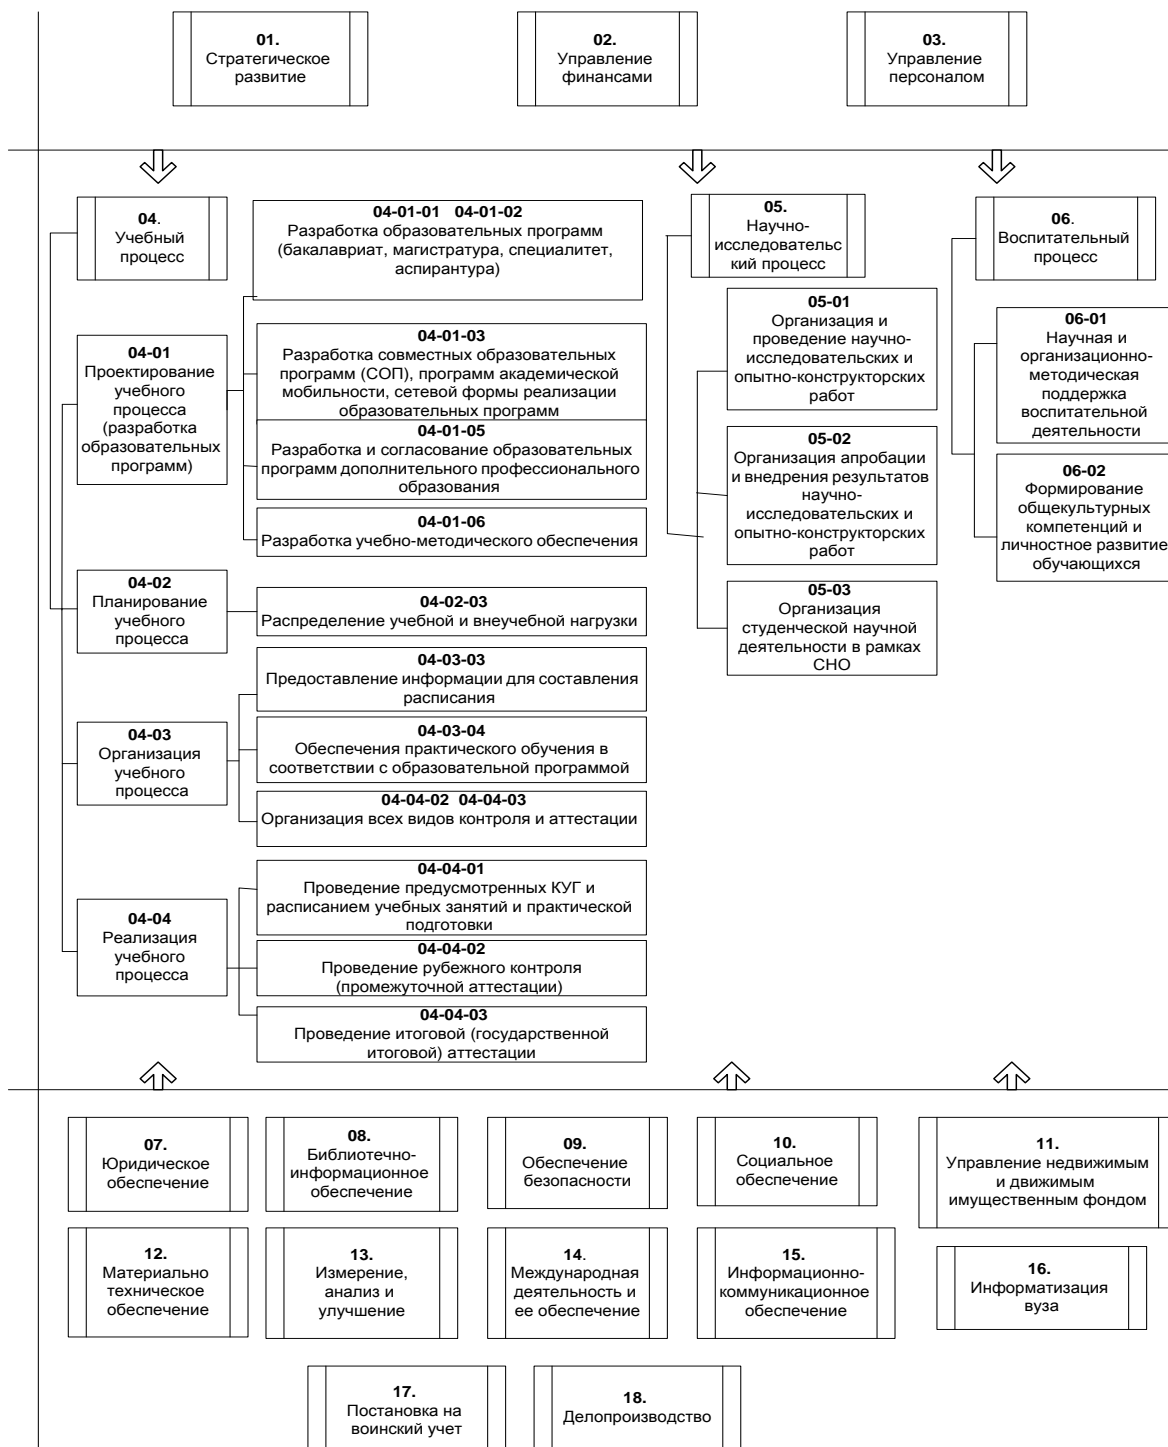 01.
Стратегическое
развитие
02.
Управление
финансами
03.
Управление
персоналом
04.
Учебный
процесс
04-01-01 04-01-02
Разработка образовательных программ
(бакалавриат, магистратура, специалитет,
аспирантура)
05.
Научно-
исследовательс
кий процесс
06.
Воспитательный
процесс
04-01
Проектирование
учебного
процесса
(разработка
образовательных
программ)
04-01-03
Разработка совместных образовательных
программ (СОП), программ академической
мобильности, сетевой формы реализации
образовательных программ
04-01-05
Разработка и согласование образовательных
программ дополнительного профессионального
образования
04-01-06
Разработка учебно-методического обеспечения
05-01
Организация и
проведение научно-
исследовательских и
опытно-конструкторских
работ
05-02
Организация апробации
и внедрения результатов
научно-
исследовательских и
опытно-конструкторских
работ
05-03
Организация
студенческой научной
деятельности в рамках
СНО
06-01
Научная и
организационно-
методическая
поддержка
воспитательной
деятельности
06-02
Формирование
общекультурных
компетенций и
личностное развитие
обучающихся
04-02
Планирование
учебного
процесса
04-02-03
Распределение учебной и внеучебной нагрузки
04-03
Организация
учебного
процесса
04-03-03
Предоставление информации для составления
расписания
04-03-04
Обеспечения практического обучения в
соответствии с образовательной программой
04-04-02 04-04-03
Организация всех видов контроля и аттестации
04-04
Реализация
учебного
процесса
04-04-01
Проведение предусмотренных КУГ и
расписанием учебных занятий и практической
подготовки
04-04-02
Проведение рубежного контроля
(промежуточной аттестации)
04-04-03
Проведение итоговой (государственной
итоговой) аттестации
07.
Юридическое
обеспечение
08.
Библиотечно-
информационное
обеспечение
09.
Обеспечение
безопасности
10.
Социальное
обеспечение
11.
Управление недвижимым
и движимым
имущественным фондом
12.
Материально
техническое
обеспечение
13.
Измерение,
анализ и
улучшение
14.
Международная
деятельность и
ее обеспечение
15.
Информационно-
коммуникационное
обеспечение
16.
Информатизация
вуза
17.
Постановка на
воинский учет
18.
Делопроизводство